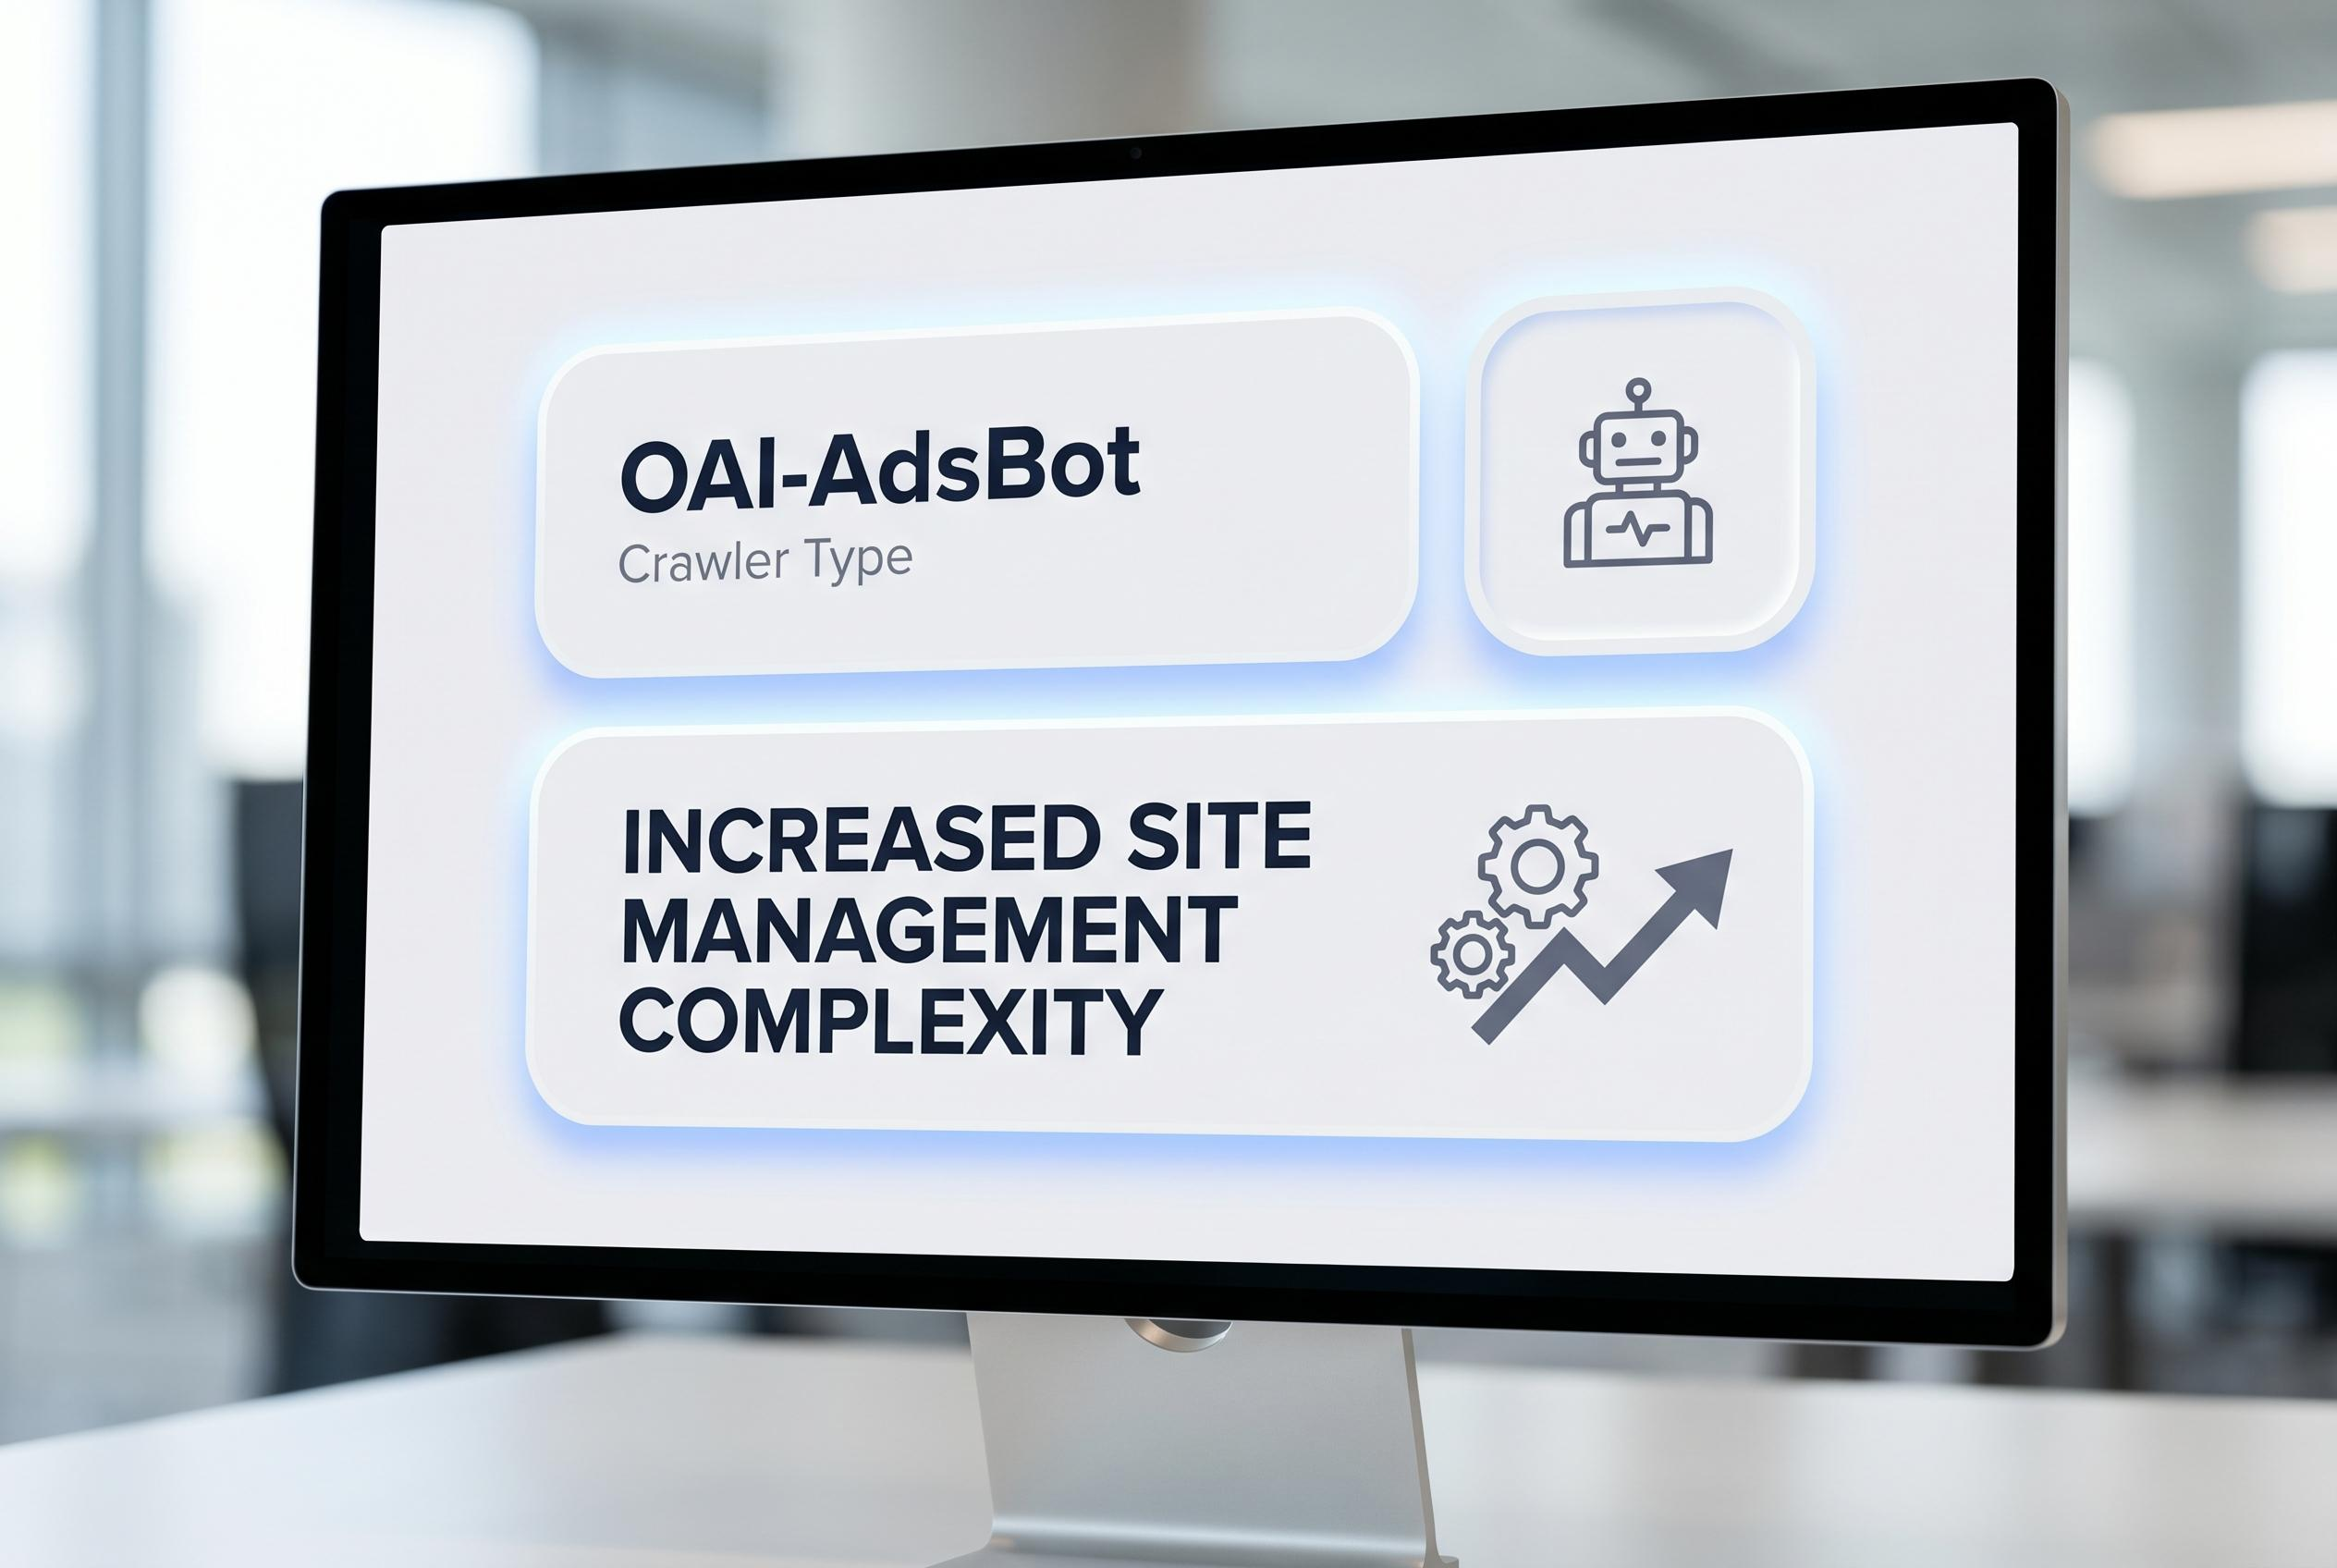 OAI-AdsBot
Crawler Type
INCREASED SITE
MANAGEMENT
COMPLEXITY